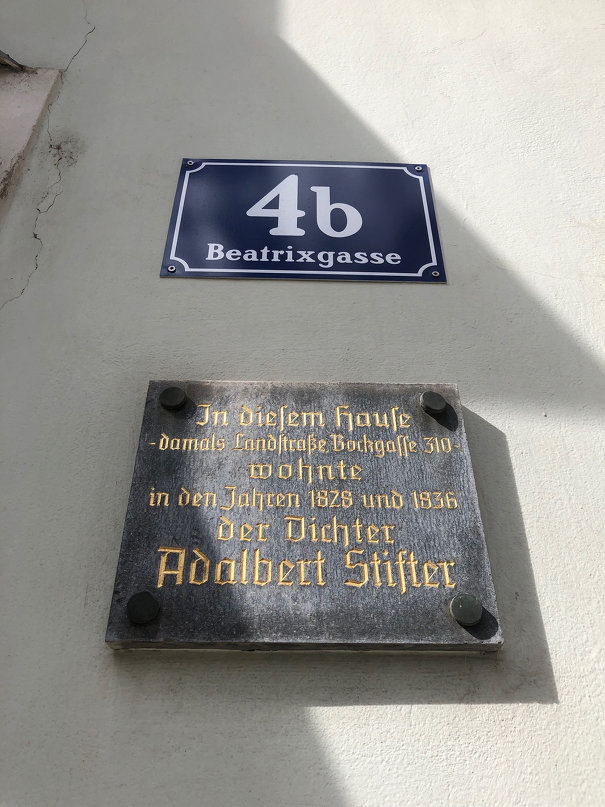 4b
Beatrixgasse
In diesem Hause
-damals Landstraße, Bockgasse 310-
wohnte
in den Jahren 1828 und 1836
der Dichter
Adalbert Stifter